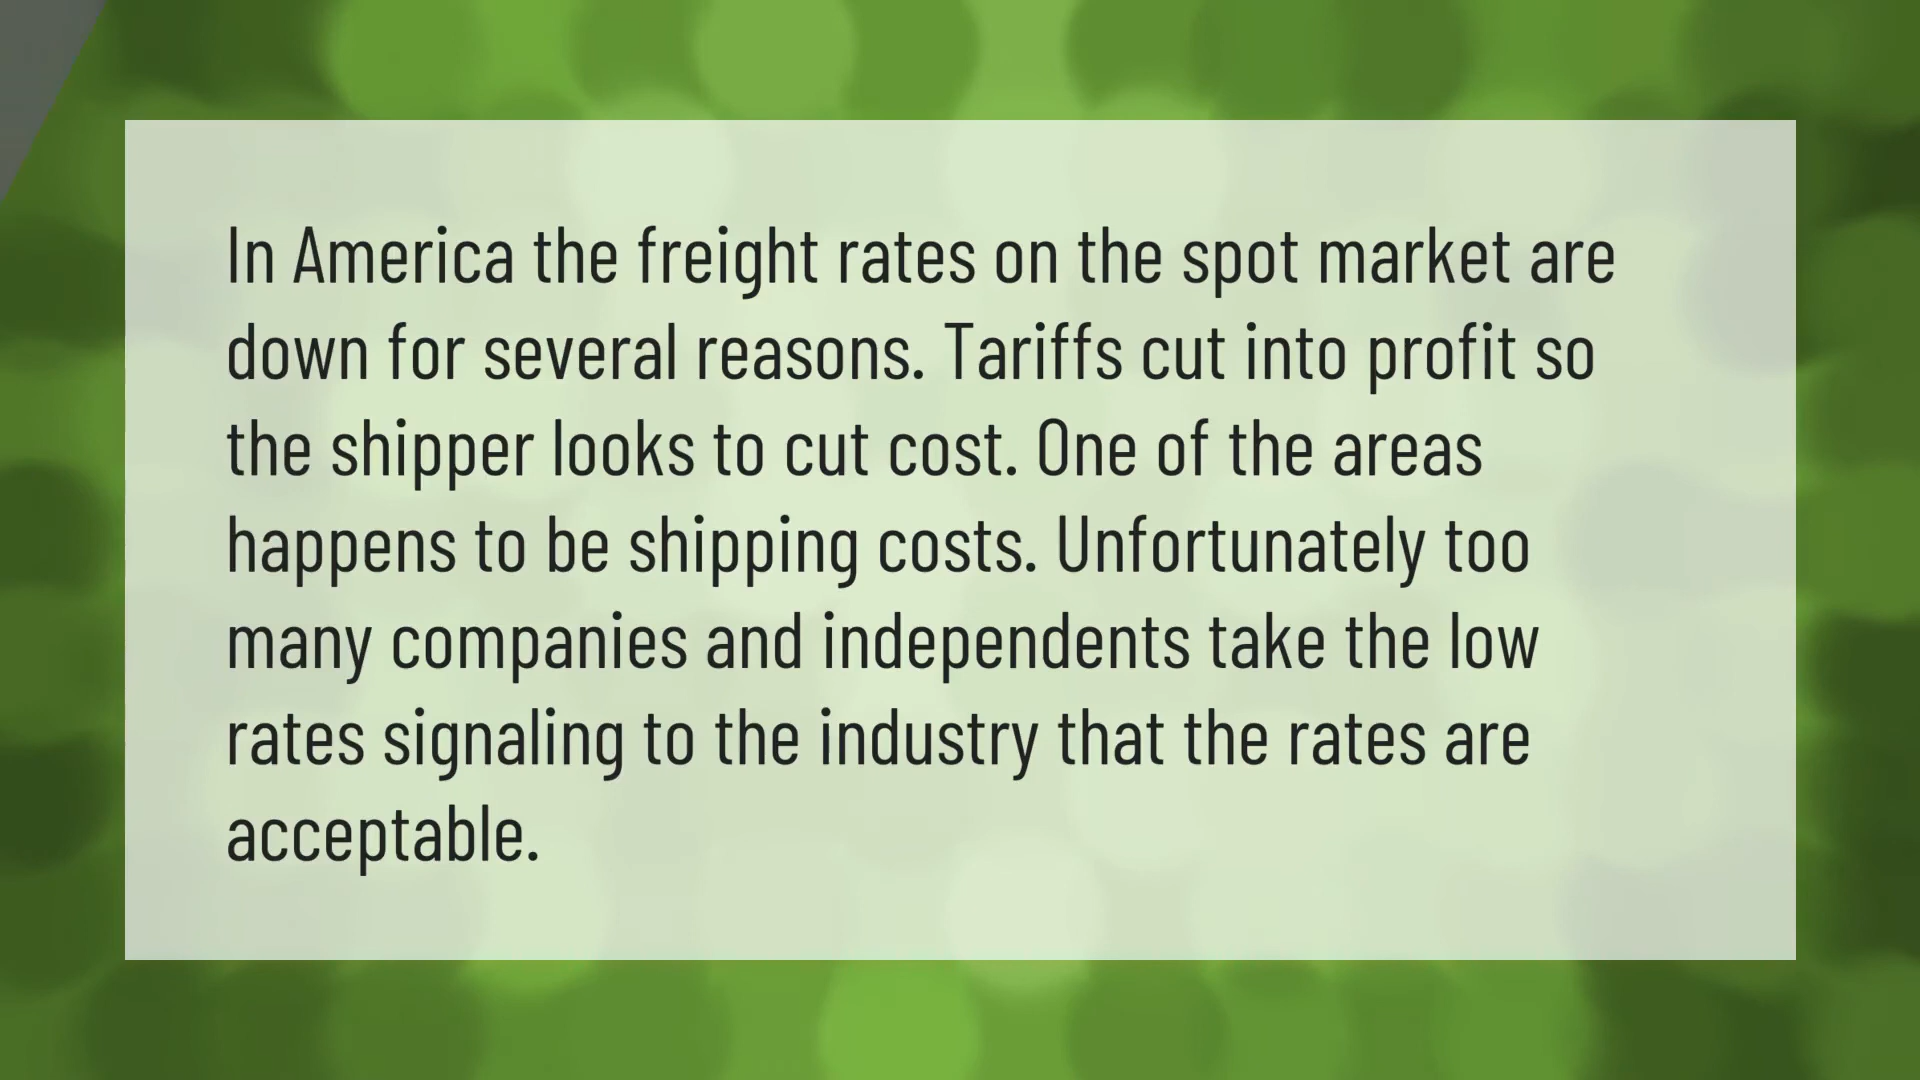 In America the freight rates on the spot market are
down for several reasons. Tariffs cut into profit so
the shipper looks to cut cost. One of the areas
happens to be shipping costs. Unfortunately too
many companies and independents take the low
rates signaling to the industry that the rates are
acceptable.